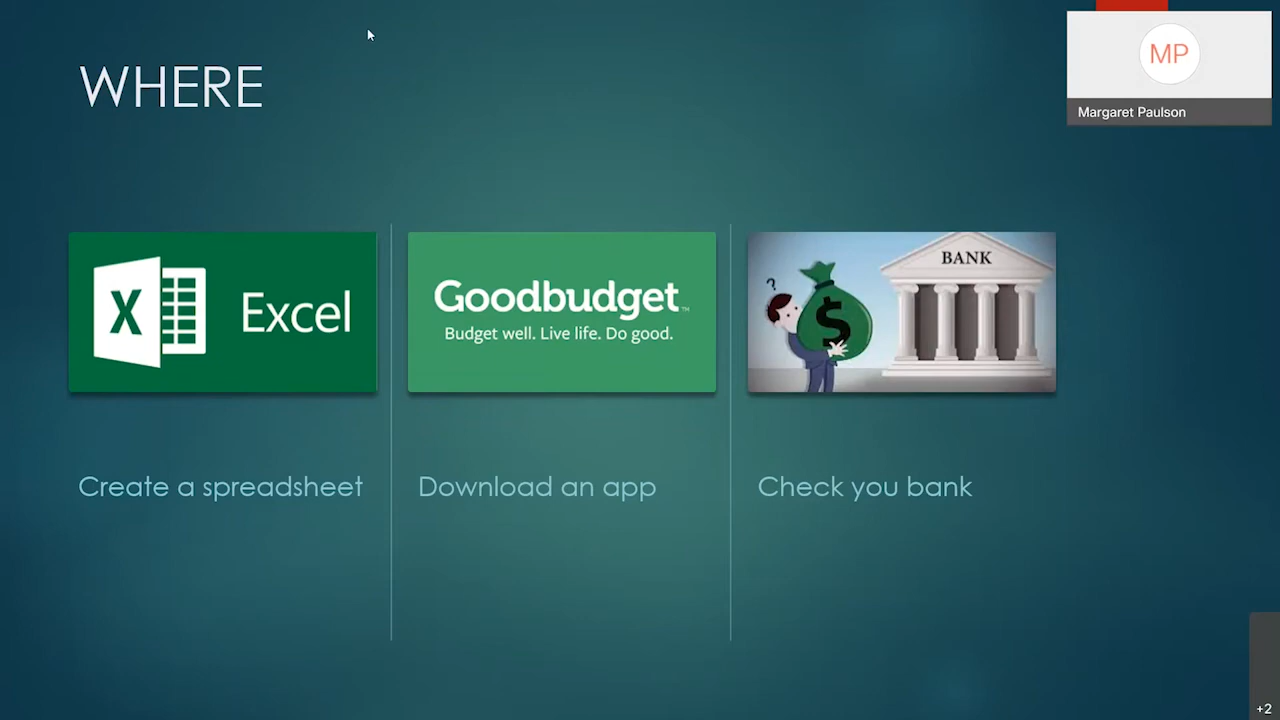 WHERE
MP
Margaret Paulson
X Excel
Goodbudget™
Budget well. Live life. Do good.
?
$
BANK
Create a spreadsheet
Download an app
Check you bank
+2